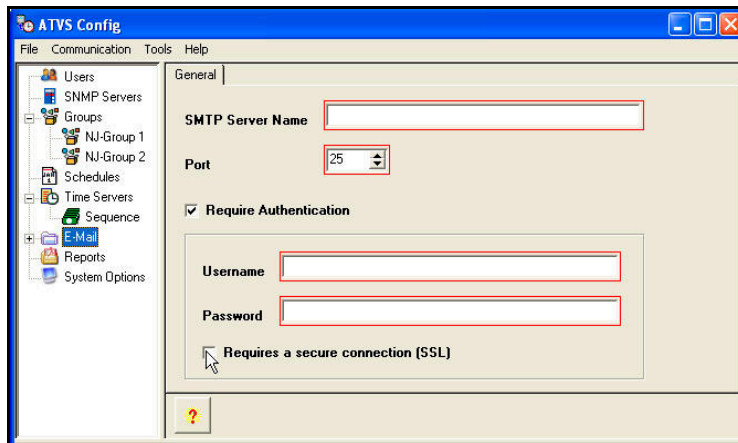 ATVS Config
File Communication Tools Help
Users
SNMP Servers
Groups
NJ-Group 1
NJ-Group 2
Schedules
Time Servers
Sequence
E-Mail
Reports
System Options
General
SMTP Server Name
Port
25
Require Authentication
Username
Password
Requires a secure connection (SSL)
?